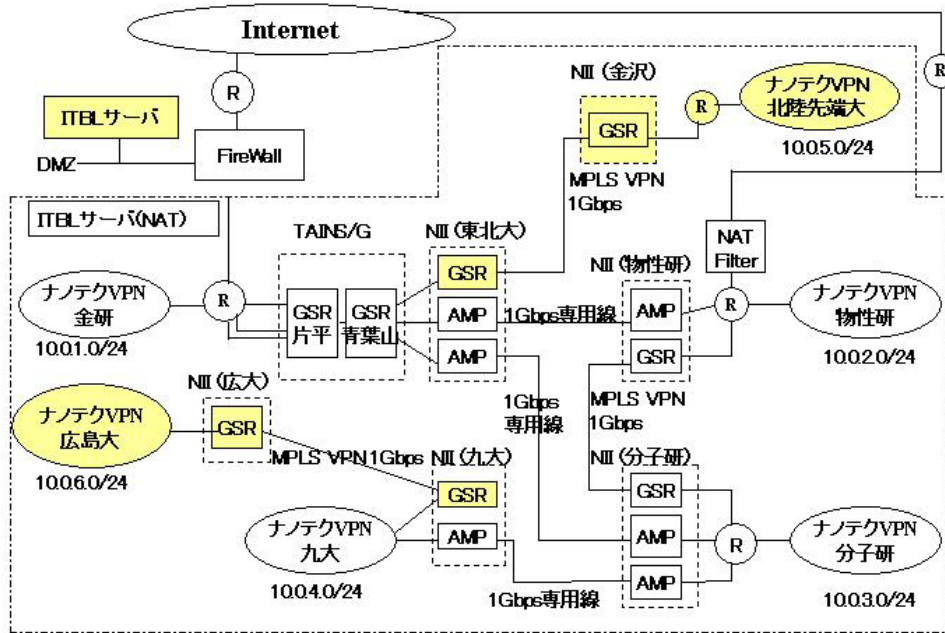 Internet
R
R
NII (金沢)
ナノテクVPN
北陸先端大
R
GSR
ITBLサーバ
FireWall
DMZ
10.0.5.0/24
MPLS VPN
1Gbps
ITBLサーバ(NAT)
TAINS/G
NII (東北大)
NAT
Filter
NII (物性研)
GSR
ナノテクVPN
金研
R
GSR
片平
GSR
青葉山
AMP
1Gbps専用線
AMP
R
ナノテクVPN
物性研
10.0.1.0/24
AMP
GSR
10.0.2.0/24
NII (広大)
1Gbps
専用線
MPLS VPN
1Gbps
ナノテクVPN
広島大
GSR
MPLS VPN 1Gbps
NII (九大)
NII (分子研)
10.0.6.0/24
GSR
GSR
ナノテクVPN
九大
AMP
AMP
R
ナノテクVPN
分子研
AMP
10.0.4.0/24
1Gbps専用線
10.0.3.0/24